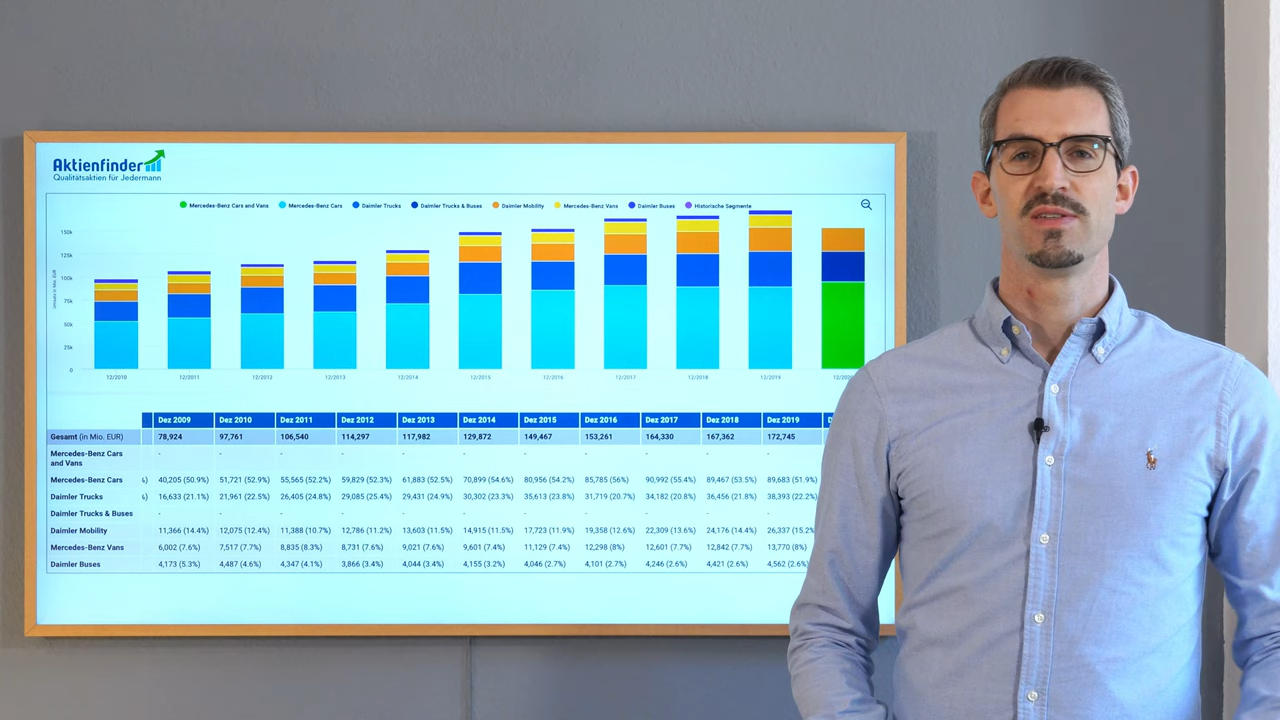 Aktienfinder
Qualitätsaktien für Jedermann
Mercedes-Benz Cars and Vans Mercedes-Benz Cars Daimler Trucks Daimler Trucks & Buses Daimler Mobility Mercedes-Benz Vans Daimler Buses Historische Segmente
Umsatz in Mio. EUR
150k
125k
100k
75k
50k
25k
0
12/2010 12/2011 12/2012 12/2013 12/2014 12/2015 12/2016 12/2017 12/2018 12/2019
Dez 2009 Dez 2010 Dez 2011 Dez 2012 Dez 2013 Dez 2014 Dez 2015 Dez 2016 Dez 2017 Dez 2018 Dez 2019
Gesamt (in Mio. EUR) 78,924 97,761 106,540 114,297 117,982 129,872 149,467 153,261 164,330 167,362 172,745
Mercedes-Benz Cars - - - - - - - - - - -
and Vans
Mercedes-Benz Cars 40,205 (50.9%) 51,721 (52.9%) 55,565 (52.2%) 59,829 (52.3%) 61,883 (52.5%) 70,899 (54.6%) 80,956 (54.2%) 85,785 (56%) 90,992 (55.4%) 89,467 (53.5%) 89,683 (51.9%)
Daimler Trucks 16,633 (21.1%) 21,961 (22.5%) 26,405 (24.8%) 29,085 (25.4%) 29,431 (24.9%) 30,302 (23.3%) 35,613 (23.8%) 31,719 (20.7%) 34,182 (20.8%) 36,456 (21.8%) 38,393 (22.2%)
Daimler Trucks & Buses - - - - - - - - - - -
Daimler Mobility 11,366 (14.4%) 12,075 (12.4%) 11,388 (10.7%) 12,786 (11.2%) 13,603 (11.5%) 14,915 (11.5%) 17,723 (11.9%) 19,358 (12.6%) 22,309 (13.6%) 24,176 (14.4%) 26,337 (15.2%
Mercedes-Benz Vans 6,002 (7.6%) 7,517 (7.7%) 8,835 (8.3%) 8,731 (7.6%) 9,021 (7.6%) 9,601 (7.4%) 11,129 (7.4%) 12,298 (8%) 12,601 (7.7%) 12,842 (7.7%) 13,770 (8%)
Daimler Buses 4,173 (5.3%) 4,487 (4.6%) 4,347 (4.1%) 3,866 (3.4%) 4,044 (3.4%) 4,155 (3.2%) 4,046 (2.7%) 4,101 (2.7%) 4,246 (2.6%) 4,421 (2.6%) 4,562 (2.6%)